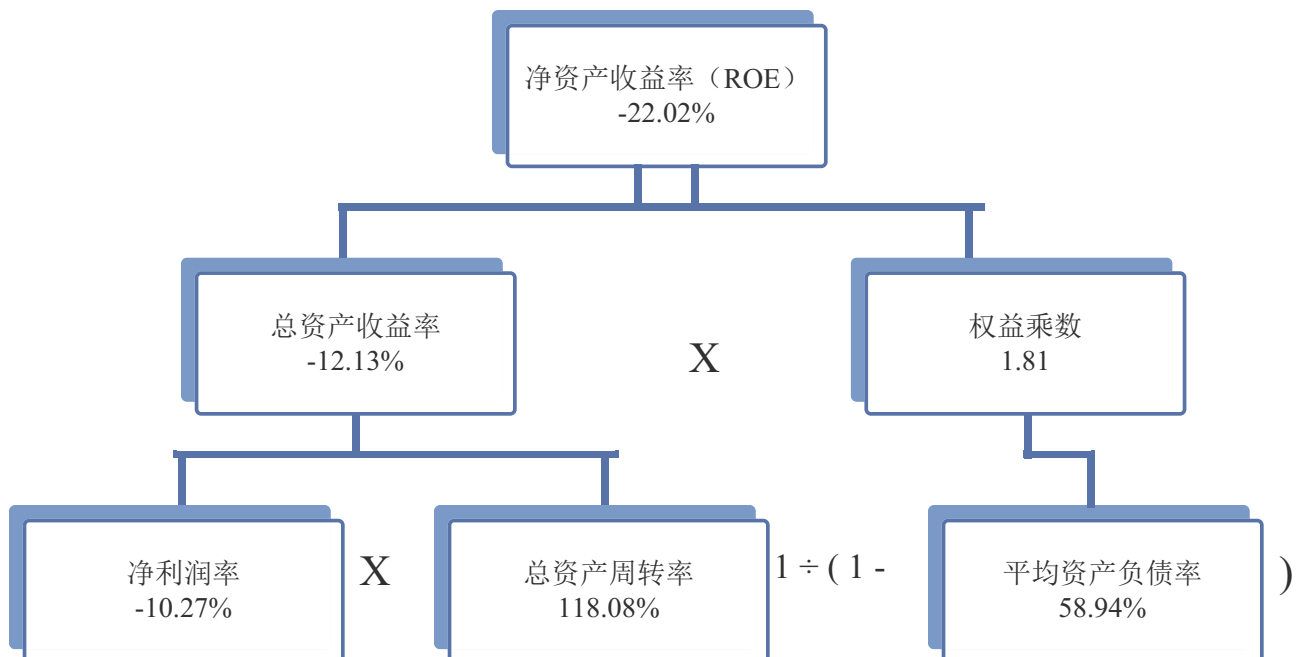 净资产收益率（ROE）
-22.02%
总资产收益率
-12.13%
X
权益乘数
1.81
净利润率
-10.27%
X
总资产周转率
118.08%
1 ÷ ( 1 -
平均资产负债率
58.94%
)